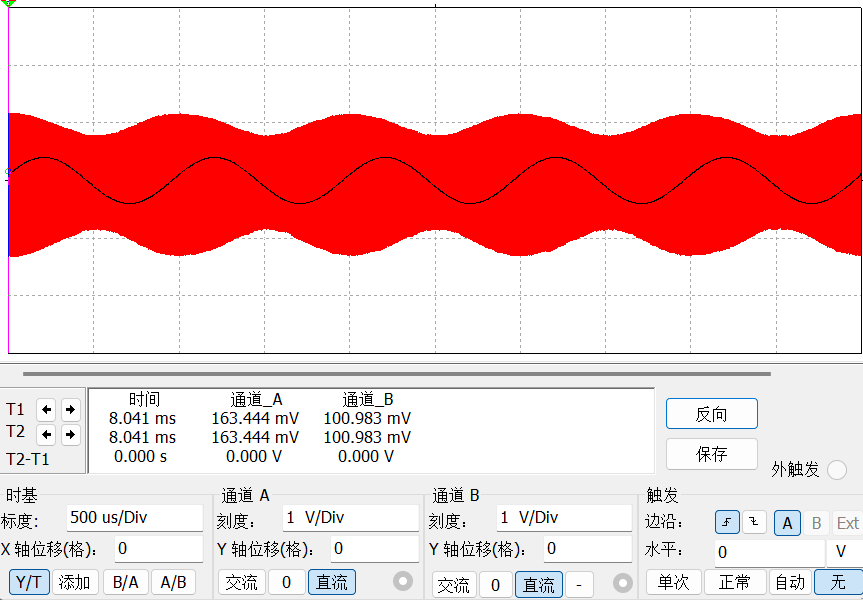 时间 通道_A 通道_B
T1 8.041 ms 163.444 mV 100.983 mV
T2 8.041 ms 163.444 mV 100.983 mV
T2-T1 0.000 s 0.000 V 0.000 V
反向
保存
外触发
时基
标度: 500 us/Div
X 轴位移(格): 0
Y/T 添加 B/A A/B
通道 A
刻度: 1 V/Div
Y 轴位移(格): 0
交流 0 直流
通道 B
刻度: 1 V/Div
Y 轴位移(格): 0
交流 0 直流 -
触发
边沿: A B Ext
水平: 0 V
单次 正常 自动 无